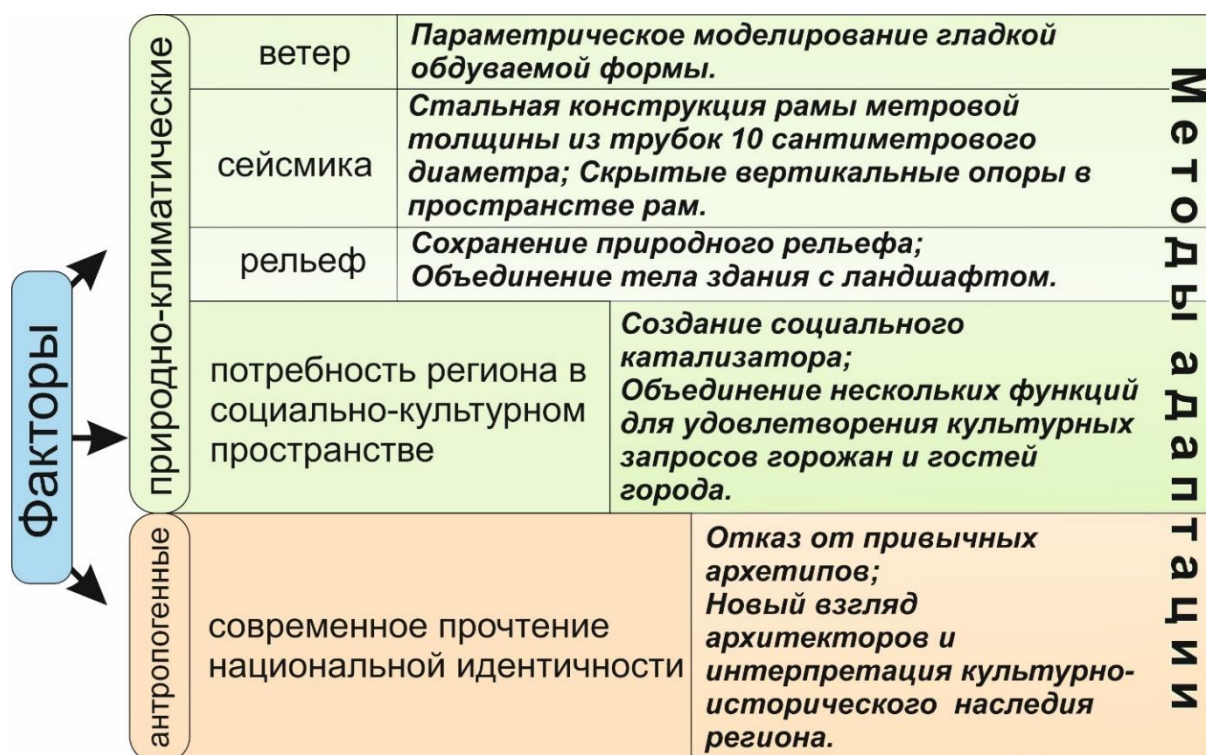 Факторы
природно-климатические
ветер
Параметрическое моделирование гладкой
обдуваемой формы.
сейсмика
Стальная конструкция рамы метровой
толщины из трубок 10 сантиметрового
диаметра; Скрытые вертикальные опоры в
пространстве рам.
рельеф
Сохранение природного рельефа;
Объединение тела здания с ландшафтом.
потребность региона в
социально-культурном
пространстве
Создание социального
катализатора;
Объединение нескольких функций
для удовлетворения культурных
запросов горожан и гостей
города.
антропогенные
современное прочтение
национальной идентичности
Отказ от привычных
архетипов;
Новый взгляд
архитекторов и
интерпретация культурно-
исторического наследия
региона.
Методы адаптации